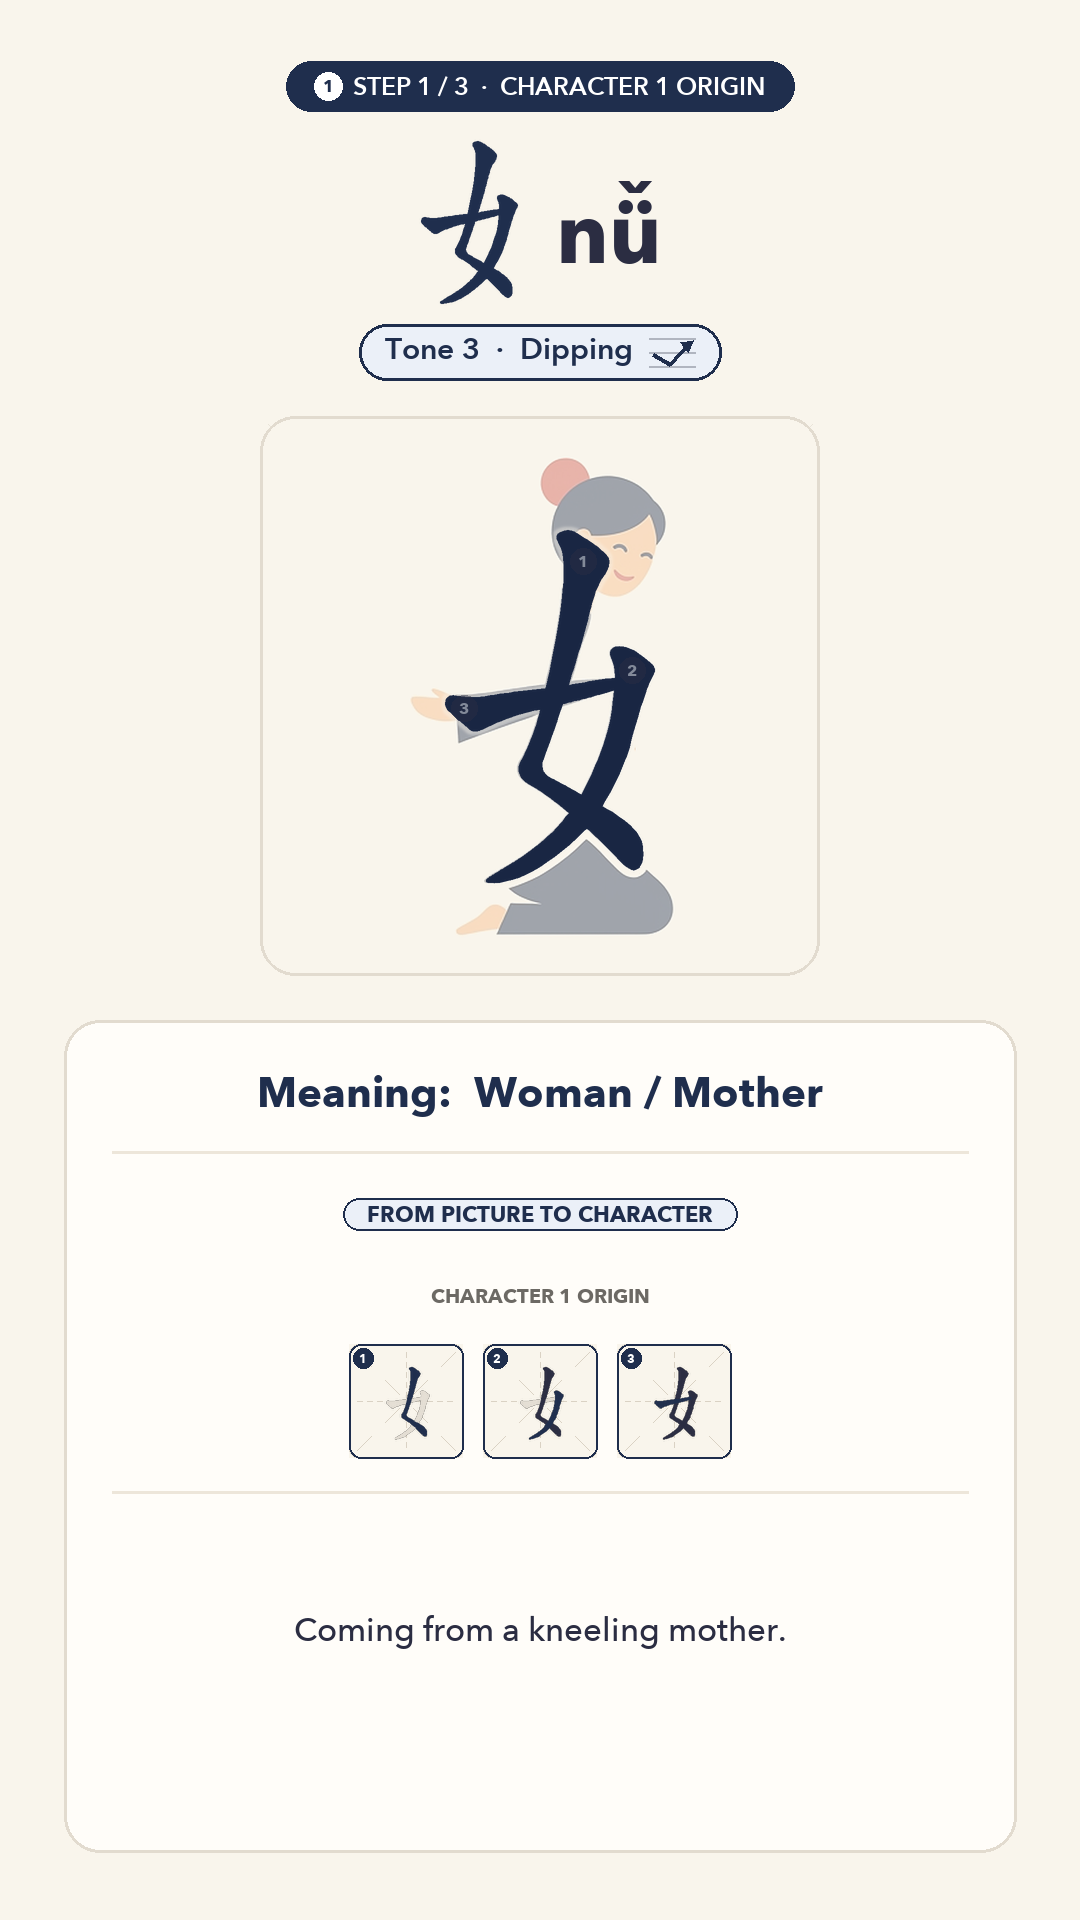 1 STEP 1 / 3 · CHARACTER 1 ORIGIN
女 nǚ
Tone 3 · Dipping
1
2
3
Meaning: Woman / Mother
FROM PICTURE TO CHARACTER
CHARACTER 1 ORIGIN
1 2 3
女 女
Coming from a kneeling mother.